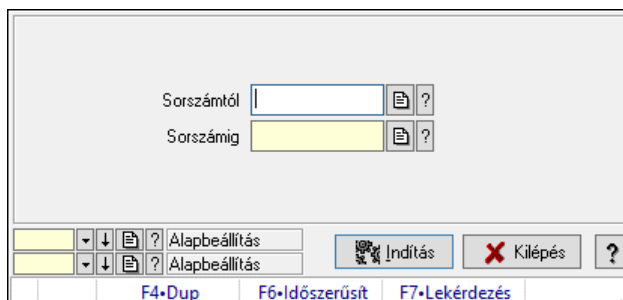 Sorszámtól ?
Sorszámig ?
? Alapbeállítás
? Alapbeállítás
Indítás Kilépés ?
F4•Dup F6•Időszerűsít F7•Lekérdezés